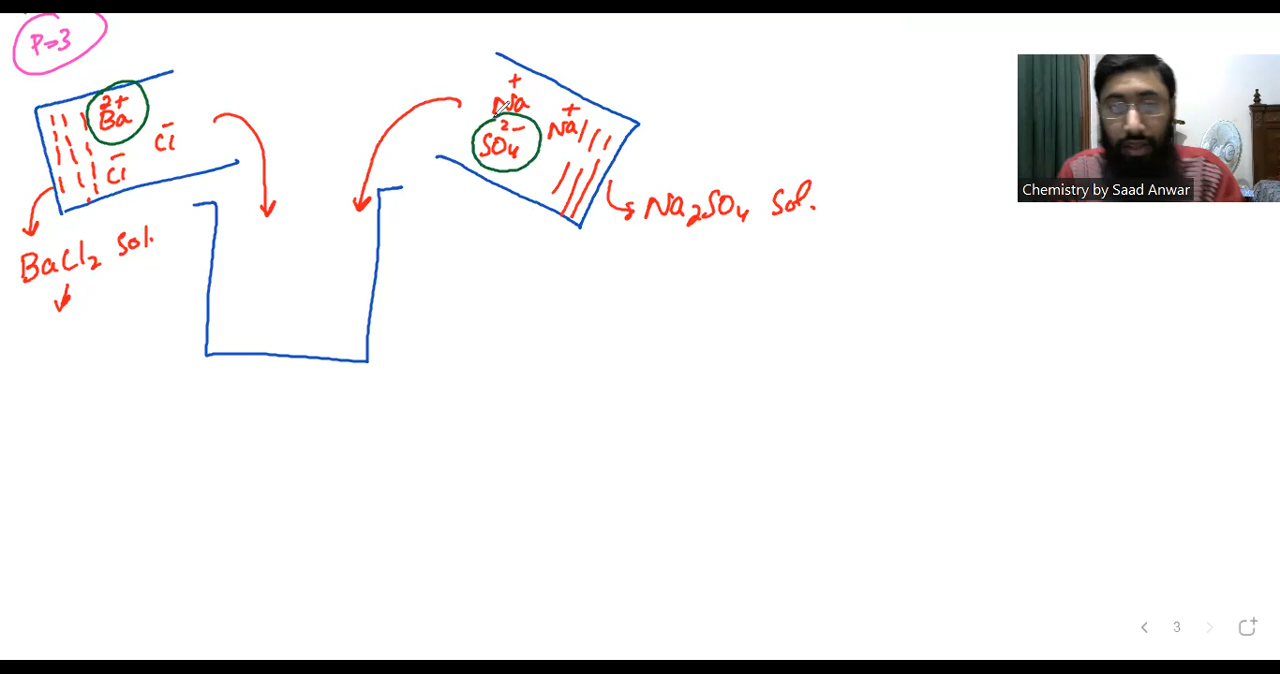 P=3
2+
Ba
Cl⁻
Cl⁻
BaCl₂ sol.
+
Na
+
Na
2-
SO₄
Na₂SO₄ Sol.
Chemistry by Saad Anwar
3